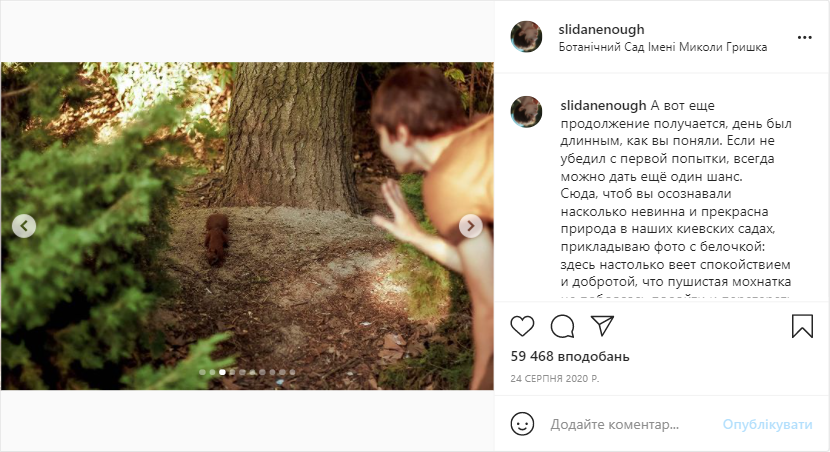 slidanenough
Ботанічний Сад Імені Миколи Гришка
slidanenough А вот еще
продолжение получается, день был
длинным, как вы поняли. Если не
убедил с первой попытки, всегда
можно дать ещё один шанс.
Сюда, чтоб вы осознавали
насколько невинна и прекрасна
природа в наших киевских садах,
прикладываю фото с белочкой:
здесь настолько веет спокойствием
и добротой, что пушистая мохнатка
59 468 вподобань
24 СЕРПНЯ 2020 Р.
Додайте коментар...
Опублікувати